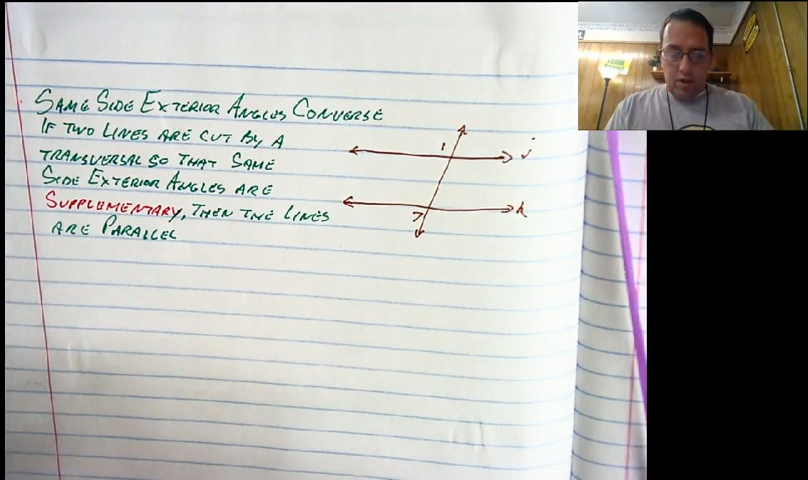 SAME SIDE EXTERIOR ANGLES CONVERSE
IF TWO LINES ARE CUT BY A
TRANSVERSAL SO THAT SAME
SIDE EXTERIOR ANGLES ARE
SUPPLEMENTARY, THEN THE LINES
ARE PARALLEL
1
j
7
k